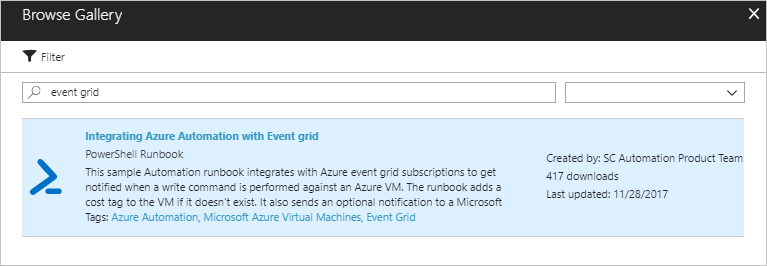 Browse Gallery
Filter
event grid
Integrating Azure Automation with Event grid
PowerShell Runbook
This sample Automation runbook integrates with Azure event grid subscriptions to get
notified when a write command is performed against an Azure VM. The runbook adds a
cost tag to the VM if it doesn't exist. It also sends an optional notification to a Microsoft
Tags: Azure Automation, Microsoft Azure Virtual Machines, Event Grid
Created by: SC Automation Product Team
417 downloads
Last updated: 11/28/2017